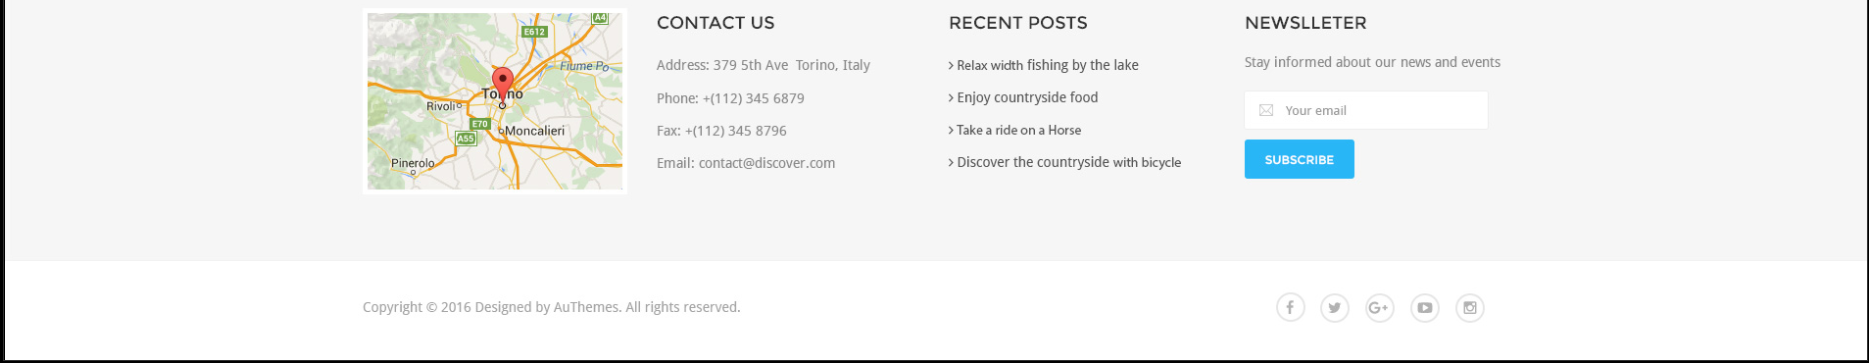 A4
E612
Fiume Po
Torino
Rivoli
E70
Moncalieri
A55
Pinerolo
CONTACT US
Address: 379 5th Ave Torino, Italy
Phone: +(112) 345 6879
Fax: +(112) 345 8796
Email: contact@discover.com
RECENT POSTS
› Relax width fishing by the lake
› Enjoy countryside food
› Take a ride on a Horse
› Discover the countryside with bicycle
NEWSLLETER
Stay informed about our news and events
Your email
SUBSCRIBE
Copyright © 2016 Designed by AuThemes. All rights reserved.